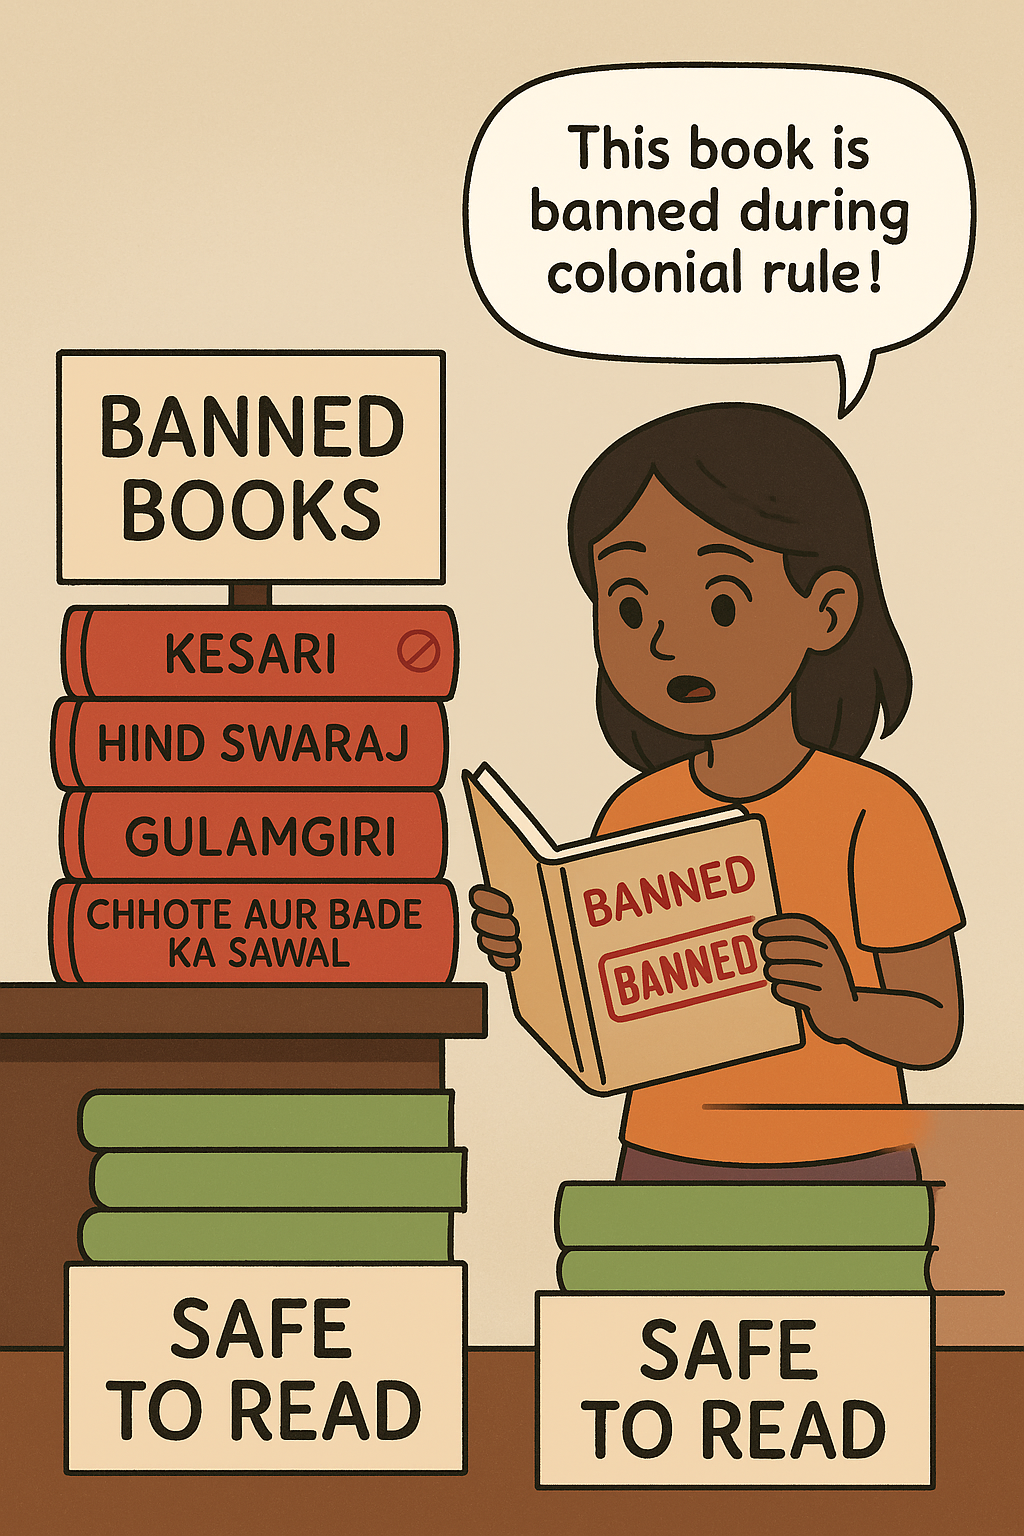 This book is
banned during
colonial rule!
BANNED
BOOKS
KESARI
HIND SWARAJ
GULAMGIRI
CHHOTE AUR BADE
KA SAWAL
BANNED
BANNED
SAFE
TO READ
SAFE
TO READ